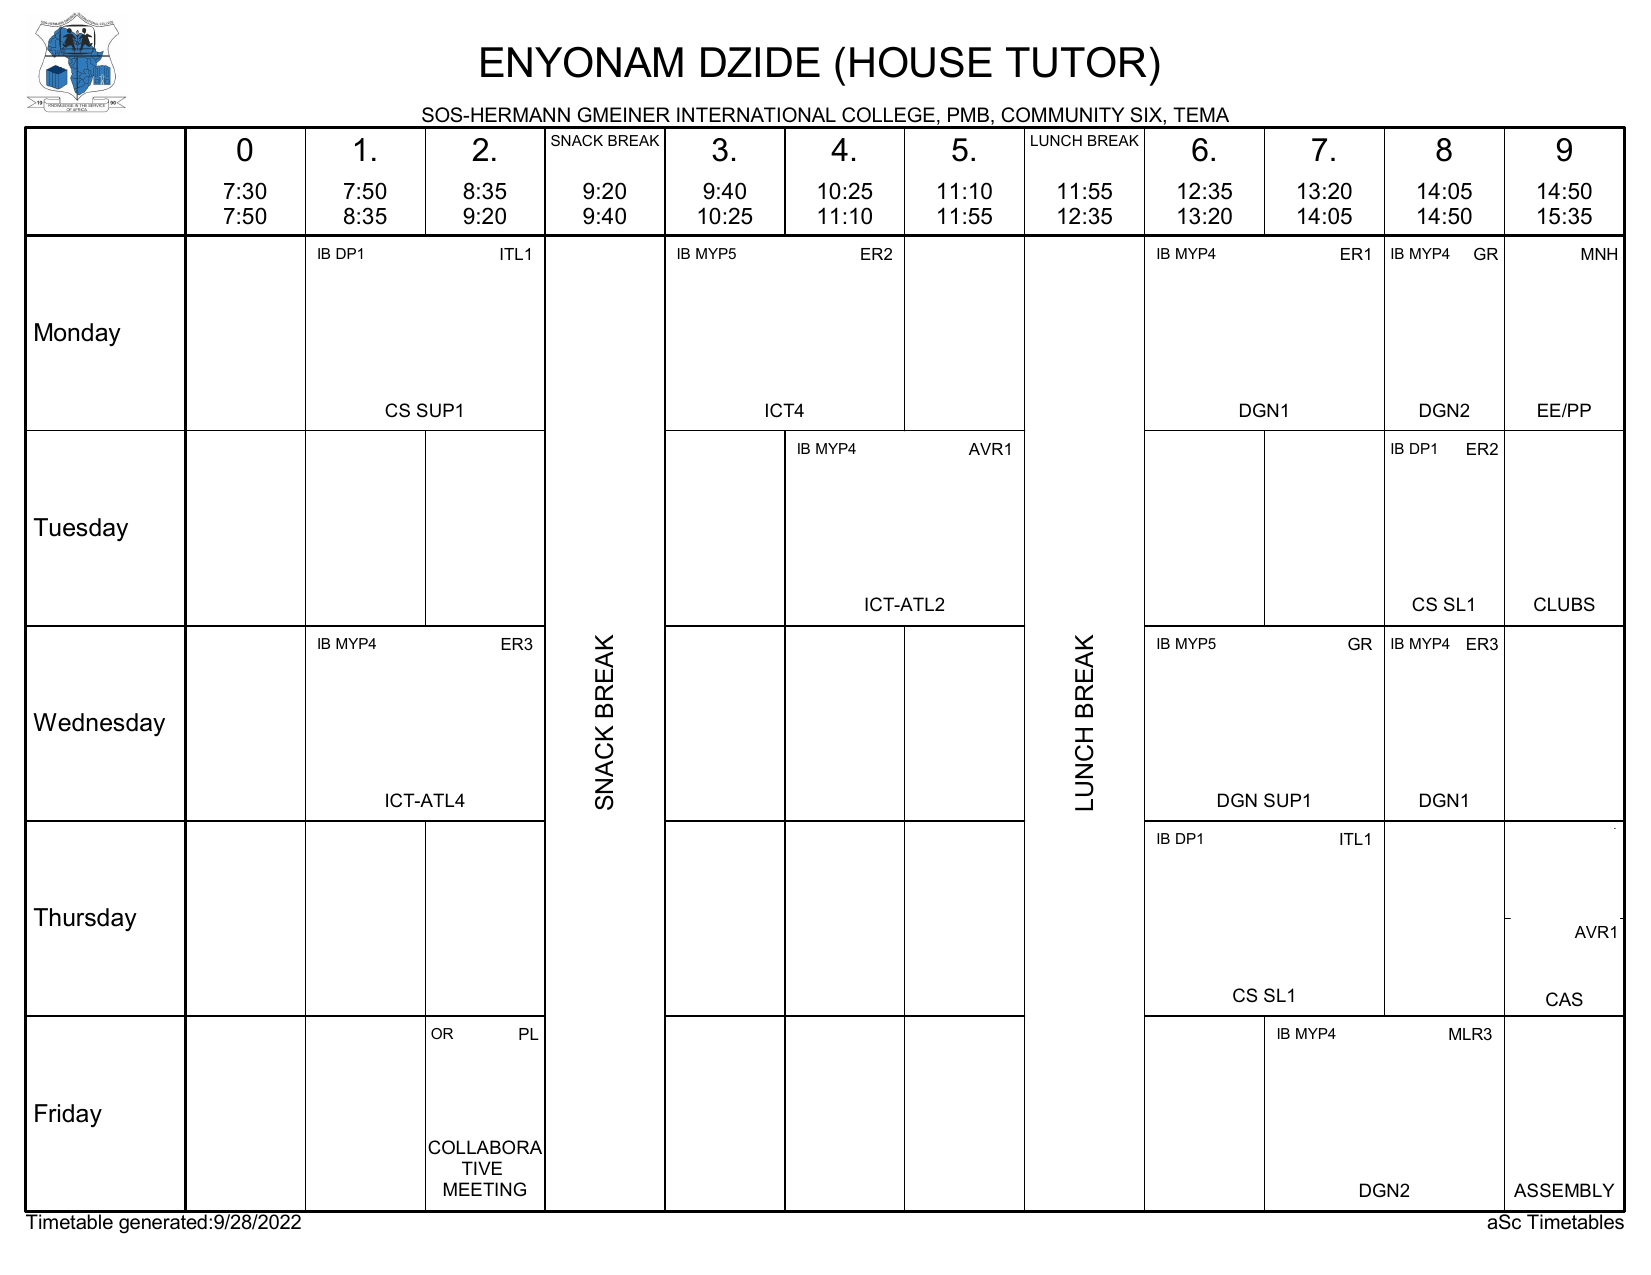 ENYONAM DZIDE (HOUSE TUTOR)
SOS-HERMANN GMEINER INTERNATIONAL COLLEGE, PMB, COMMUNITY SIX, TEMA
0 1. 2. SNACK BREAK 3. 4. 5. LUNCH BREAK 6. 7. 8 9
7:30 7:50 8:35 9:20 9:40 10:25 11:10 11:55 12:35 13:20 14:05 14:50
7:50 8:35 9:20 9:40 10:25 11:10 11:55 12:35 13:20 14:05 14:50 15:35
IB DP1 ITL1 IB MYP5 ER2 IB MYP4 ER1 IB MYP4 GR MNH
Monday
CS SUP1 ICT4 DGN1 DGN2 EE/PP
IB MYP4 AVR1 IB DP1 ER2
Tuesday
ICT-ATL2 CS SL1 CLUBS
IB MYP4 ER3 IB MYP5 GR IB MYP4 ER3
Wednesday
SNACK BREAK
LUNCH BREAK
ICT-ATL4 DGN SUP1 DGN1
IB DP1 ITL1
Thursday
AVR1
CS SL1 CAS
OR PL IB MYP4 MLR3
Friday
COLLABORA
TIVE
MEETING DGN2 ASSEMBLY
Timetable generated:9/28/2022 aSc Timetables